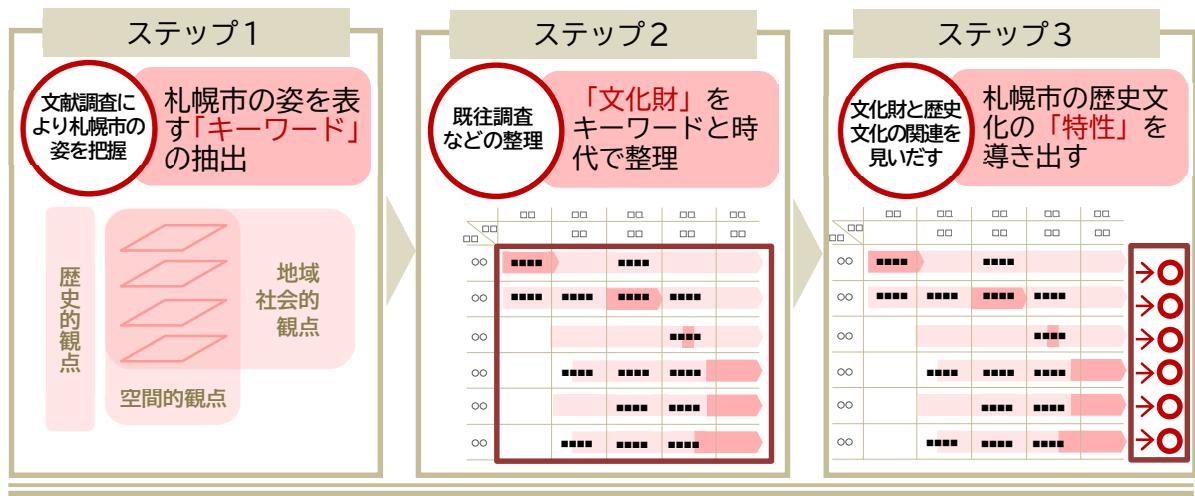 ステップ1
文献調査に
より札幌市の
姿を把握
札幌市の姿を表
す「キーワード」
の抽出
歴史的観点
地域
社会的
観点
空間的観点
ステップ2
既往調査
などの整理
「文化財」を
キーワードと時
代で整理
□□ □□ □□ □□ □□
□□ □□ □□ □□ □□
□□
○○ ■■■■ ■■■■
○○ ■■■■ ■■■■ ■■■■ ■■■■
○○ ■■■■
○○ ■■■■ ■■■■ ■■■■
○○ ■■■■ ■■■■
○○ ■■■■ ■■■■ ■■■■
ステップ3
文化財と歴史
文化の関連を
見いだす
札幌市の歴史文
化の「特性」を
導き出す
□□ □□ □□ □□ □□
□□ □□ □□ □□ □□
□□
○○ ■■■■ ■■■■
○○ ■■■■ ■■■■ ■■■■ ■■■■
○○ ■■■■
○○ ■■■■ ■■■■ ■■■■
○○ ■■■■ ■■■■
○○ ■■■■ ■■■■ ■■■■